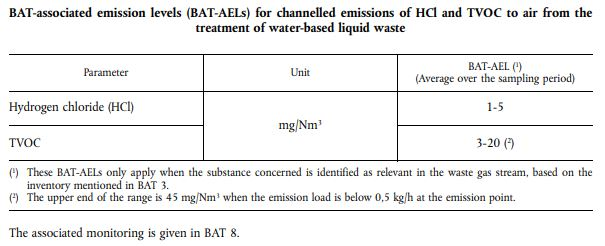 BAT-associated emission levels (BAT-AELs) for channelled emissions of HCl and TVOC to air from the
treatment of water-based liquid waste
Parameter Unit BAT-AEL (¹)
(Average over the sampling period)
Hydrogen chloride (HCl) mg/Nm³ 1-5
TVOC 3-20 (²)
(¹) These BAT-AELs only apply when the substance concerned is identified as relevant in the waste gas stream, based on the
inventory mentioned in BAT 3.
(²) The upper end of the range is 45 mg/Nm³ when the emission load is below 0,5 kg/h at the emission point.
The associated monitoring is given in BAT 8.